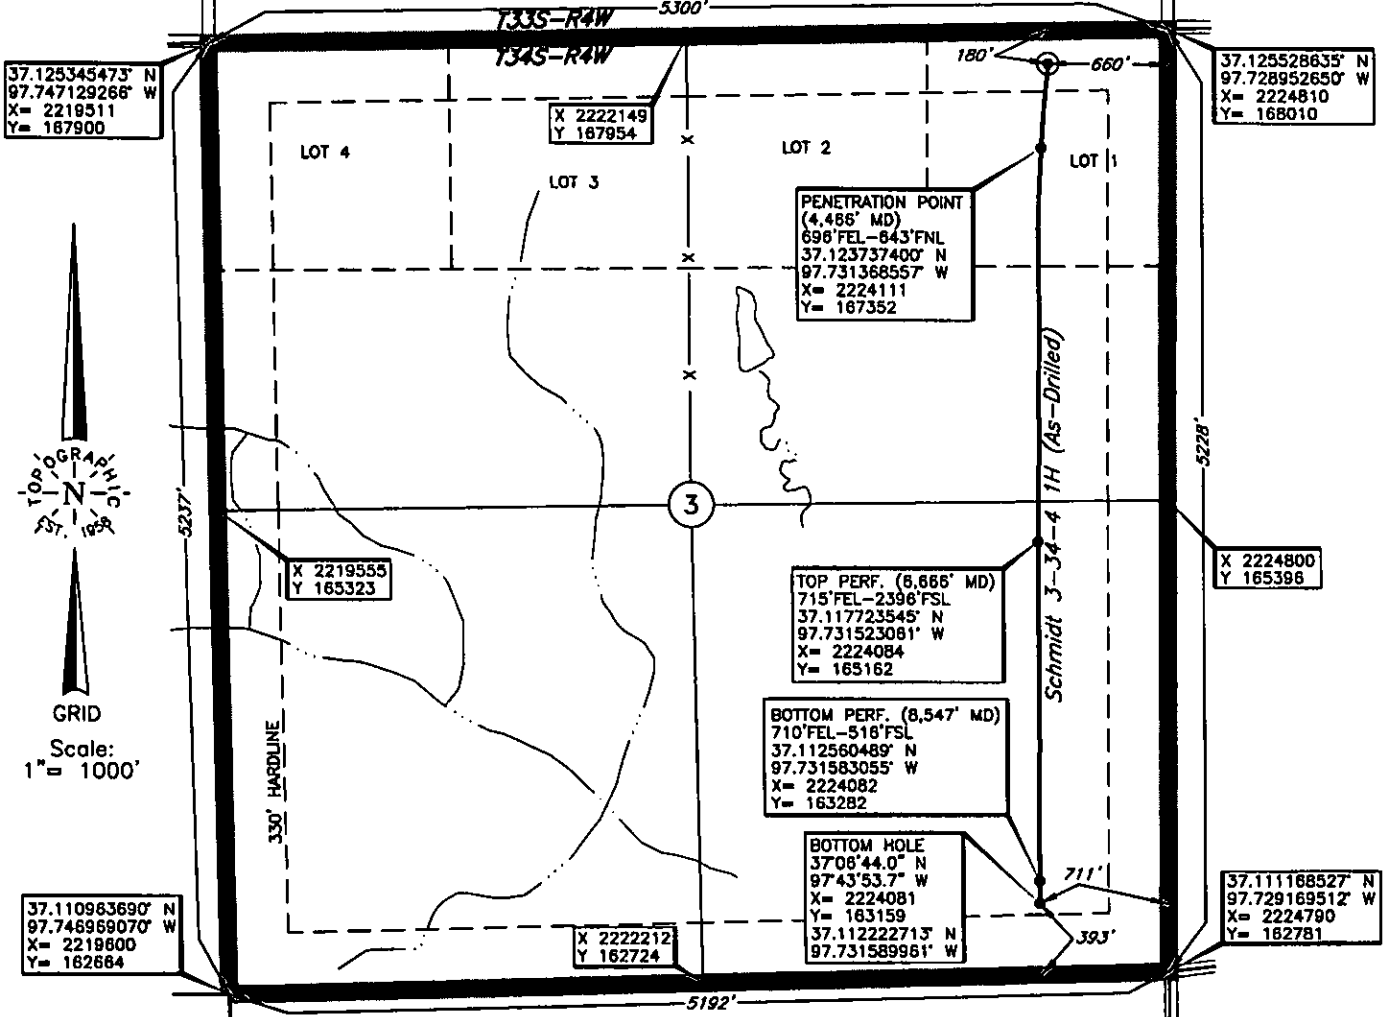 T33S-R4W
5300'
T34S-R4W
180'
660'
37.125345473° N
97.747129266° W
X= 2219511
Y= 167900
X 2222149
Y 167954
37.125528635° N
97.728952650° W
X= 2224810
Y= 168010
LOT 4
LOT 3
LOT 2
LOT 1
PENETRATION POINT
(4,466' MD)
696'FEL-643'FNL
37.123737400° N
97.731368557° W
X= 2224111
Y= 167352
TOPOGRAPHIC
N
EST. 1958
5237'
5228'
3
Schmidt 3-34-4 1H (As-Drilled)
X 2219555
Y 165323
X 2224800
Y 165396
TOP PERF. (6,666' MD)
715'FEL-2396'FSL
37.117723545° N
97.731523061° W
X= 2224084
Y= 165162
GRID
Scale:
1"= 1000'
330' HARDLINE
BOTTOM PERF. (8,547' MD)
710'FEL-516'FSL
37.112560489° N
97.731583055° W
X= 2224082
Y= 163282
BOTTOM HOLE
37°06'44.0" N
97°43'53.7" W
X= 2224081
Y= 163159
37.112222713° N
97.731589961° W
711'
393'
37.110963690° N
97.746969070° W
X= 2219600
Y= 162664
X 2222212
Y 162724
37.111168527° N
97.729169512° W
X= 2224790
Y= 162781
5192'